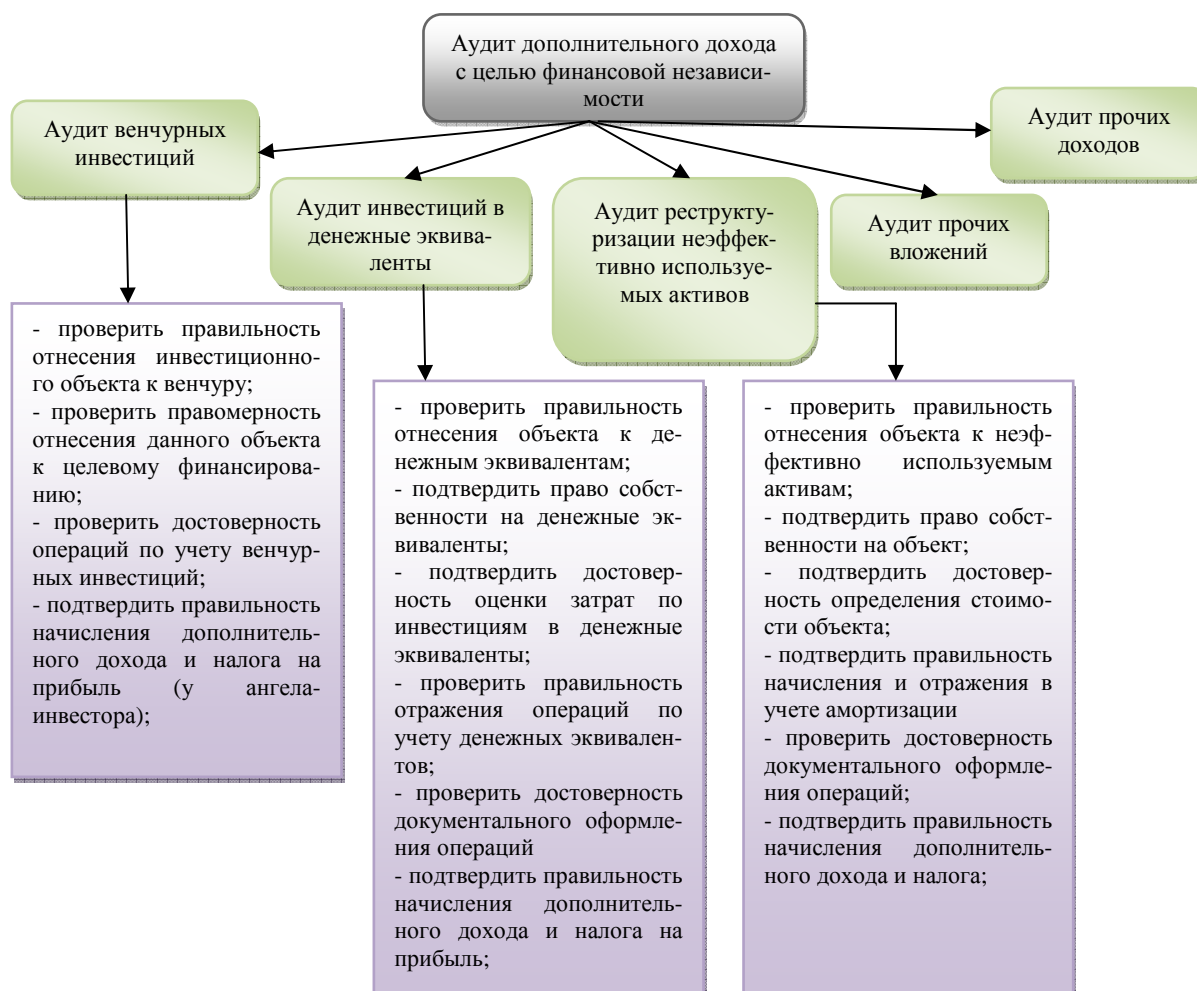 Аудит дополнительного дохода
с целью финансовой независи-
мости
Аудит венчурных
инвестиций
Аудит инвестиций в
денежные эквива-
ленты
Аудит реструкту-
ризации неэффек-
тивно используе-
мых активов
Аудит прочих
вложений
Аудит прочих
доходов
- проверить правильность
отнесения инвестиционно-
го объекта к венчуру;
- проверить правомерность
отнесения данного объекта
к целевому финансирова-
нию;
- проверить достоверность
операций по учету венчур-
ных инвестиций;
- подтвердить правильность
начисления дополнитель-
ного дохода и налога на
прибыль (у ангела-
инвестора);
- проверить правильность
отнесения объекта к де-
нежным эквивалентам;
- подтвердить право собст-
венности на денежные эк-
виваленты;
- подтвердить достовер-
ность оценки затрат по
инвестициям в денежные
эквиваленты;
- проверить правильность
отражения операций по
учету денежных эквивален-
тов;
- проверить достоверность
документального оформле-
ния операций
- подтвердить правильность
начисления дополнитель-
ного дохода и налога на
прибыль;
- проверить правильность
отнесения объекта к неэф-
фективно используемым
активам;
- подтвердить право собст-
венности на объект;
- подтвердить достовер-
ность определения стоимо-
сти объекта;
- подтвердить правильность
начисления и отражения в
учете амортизации
- проверить достоверность
документального оформле-
ния операций;
- подтвердить правильность
начисления дополнитель-
ного дохода и налога;